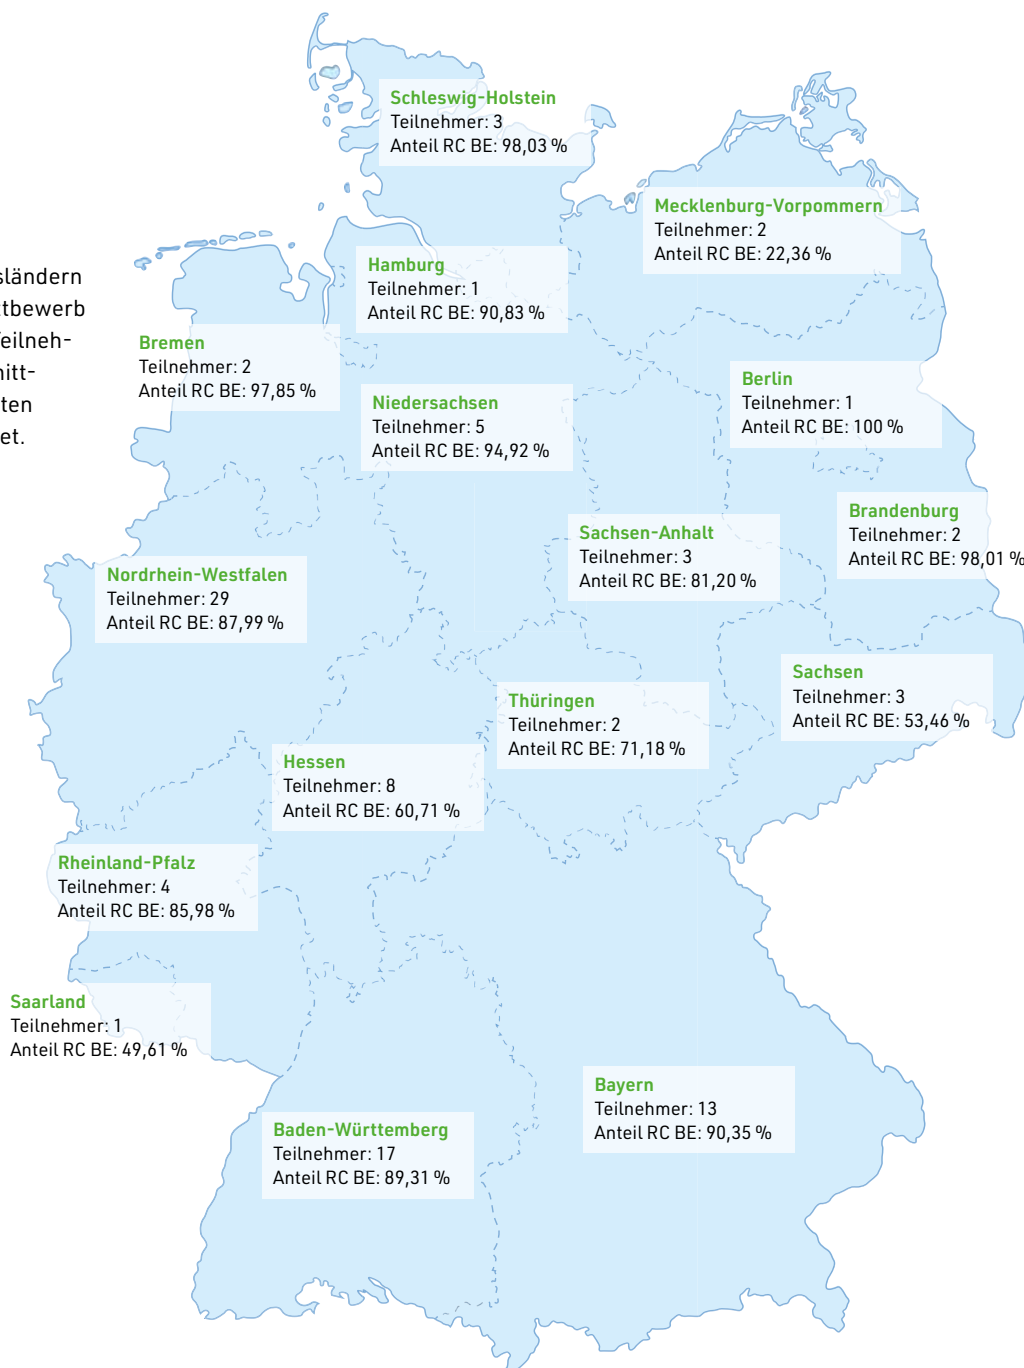 Schleswig-Holstein
Teilnehmer: 3
Anteil RC BE: 98,03 %
Mecklenburg-Vorpommern
Teilnehmer: 2
Anteil RC BE: 22,36 %
Hamburg
Teilnehmer: 1
Anteil RC BE: 90,83 %
sländern
tbewerb
eilneh-
nitt-
ten
et.
Bremen
Teilnehmer: 2
Anteil RC BE: 97,85 %
Berlin
Teilnehmer: 1
Anteil RC BE: 100 %
Niedersachsen
Teilnehmer: 5
Anteil RC BE: 94,92 %
Brandenburg
Teilnehmer: 2
Anteil RC BE: 98,01 %
Sachsen-Anhalt
Teilnehmer: 3
Anteil RC BE: 81,20 %
Nordrhein-Westfalen
Teilnehmer: 29
Anteil RC BE: 87,99 %
Sachsen
Teilnehmer: 3
Anteil RC BE: 53,46 %
Thüringen
Teilnehmer: 2
Anteil RC BE: 71,18 %
Hessen
Teilnehmer: 8
Anteil RC BE: 60,71 %
Rheinland-Pfalz
Teilnehmer: 4
Anteil RC BE: 85,98 %
Saarland
Teilnehmer: 1
Anteil RC BE: 49,61 %
Bayern
Teilnehmer: 13
Anteil RC BE: 90,35 %
Baden-Württemberg
Teilnehmer: 17
Anteil RC BE: 89,31 %